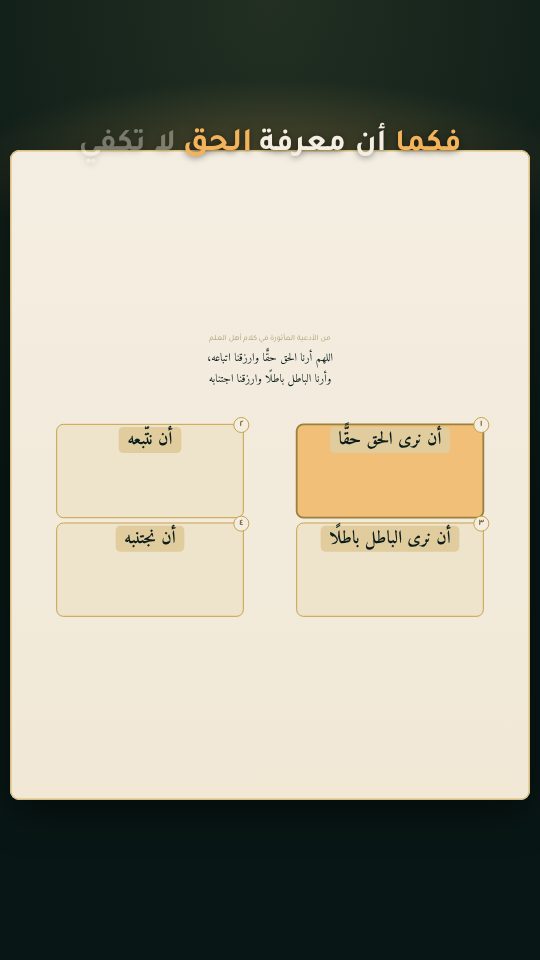 فكما أن معرفة الحق لا تكفي
من الأدعية المأثورة في كلام أهل العلم
اللهم أرنا الحق حقًّا وارزقنا اتباعه،
وأرنا الباطل باطلًا وارزقنا اجتنابه
١
أن نرى الحق حقًّا
٢
أن نتّبعه
٣
أن نرى الباطل باطلًا
٤
أن نجتنبه